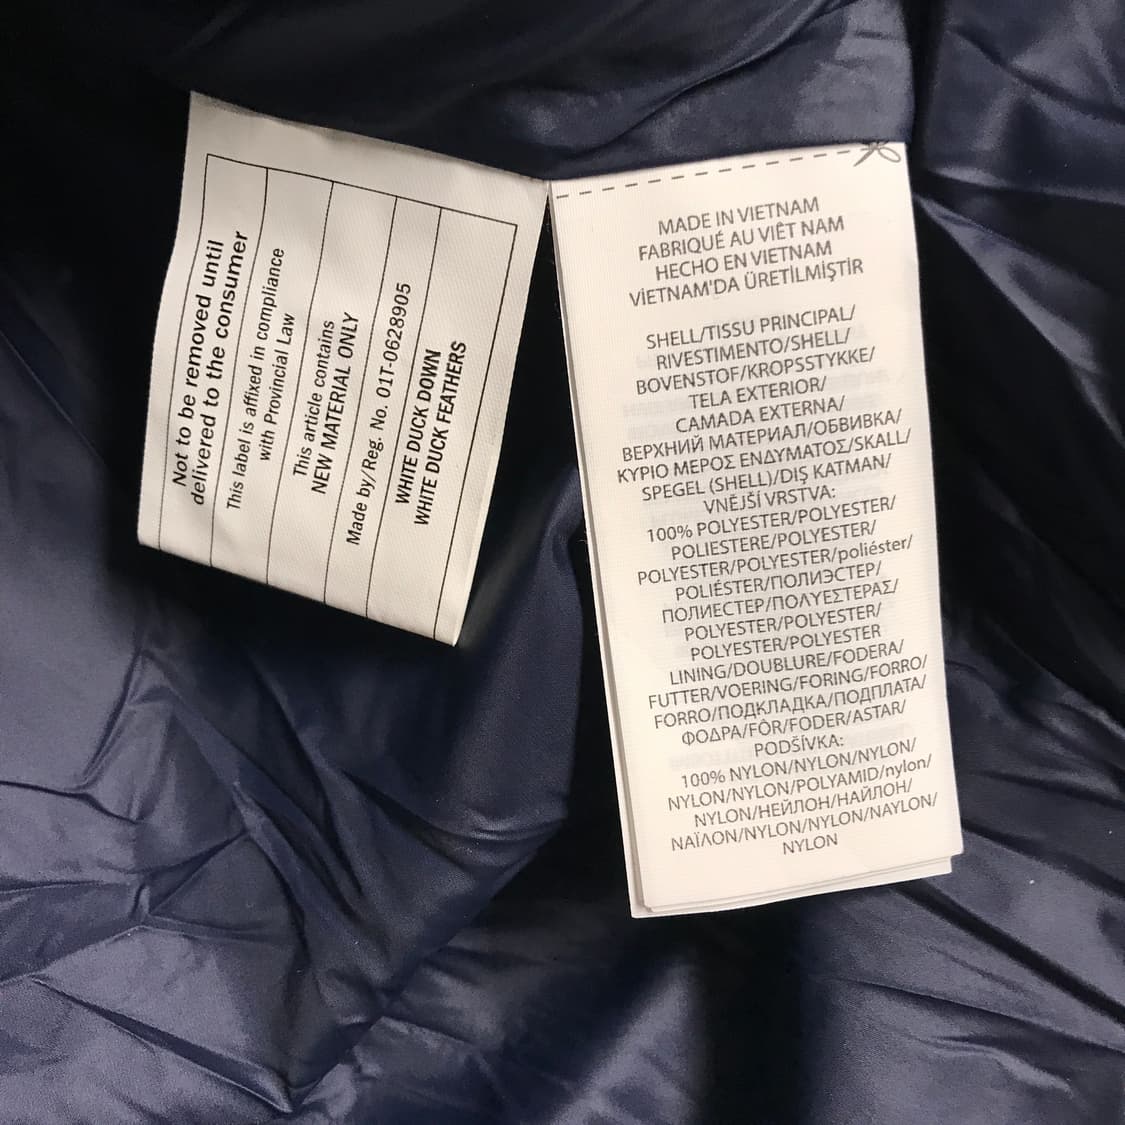 Not to be removed until
delivered to the consumer
This label is affixed in compliance
with Provincial Law
This article contains
NEW MATERIAL ONLY
Made by/Reg. No. 01T-0628905
WHITE DUCK DOWN
WHITE DUCK FEATHERS
MADE IN VIETNAM
FABRIQUÉ AU VIÊT NAM
HECHO EN VIETNAM
VİETNAM'DA ÜRETİLMİŞTİR
SHELL/TISSU PRINCIPAL/
RIVESTIMENTO/SHELL/
BOVENSTOF/KROPSSTYKKE/
TELA EXTERIOR/
CAMADA EXTERNA/
ВЕРХНИЙ МАТЕРИАЛ/ОБВИВКА/
ΚΥΡΙΟ ΜΕΡΟΣ ΕΝΔΥΜΑΤΟΣ/SKALL/
SPEGEL (SHELL)/DIŞ KATMAN/
VNĚJŠÍ VRSTVA:
100% POLYESTER/POLYESTER/
POLIESTERE/POLYESTER/
POLYESTER/POLYESTER/poliéster/
POLIÉSTER/ПОЛИЭСТЕР/
ПОЛИЕСТЕР/ΠΟΛΥΕΣΤΕΡΑΣ/
POLYESTER/POLYESTER/
POLYESTER/POLYESTER
LINING/DOUBLURE/FODERA/
FUTTER/VOERING/FORING/FORRO/
FORRO/ПОДКЛАДКА/ПОДПЛАТА/
ΦΟΔΡΑ/FÔR/FODER/ASTAR/
PODŠÍVKA:
100% NYLON/NYLON/NYLON/
NYLON/NYLON/POLYAMID/nylon/
NYLON/НЕЙЛОН/НАЙЛОН/
ΝΑΪΛΟΝ/NYLON/NYLON/NAYLON/
NYLON